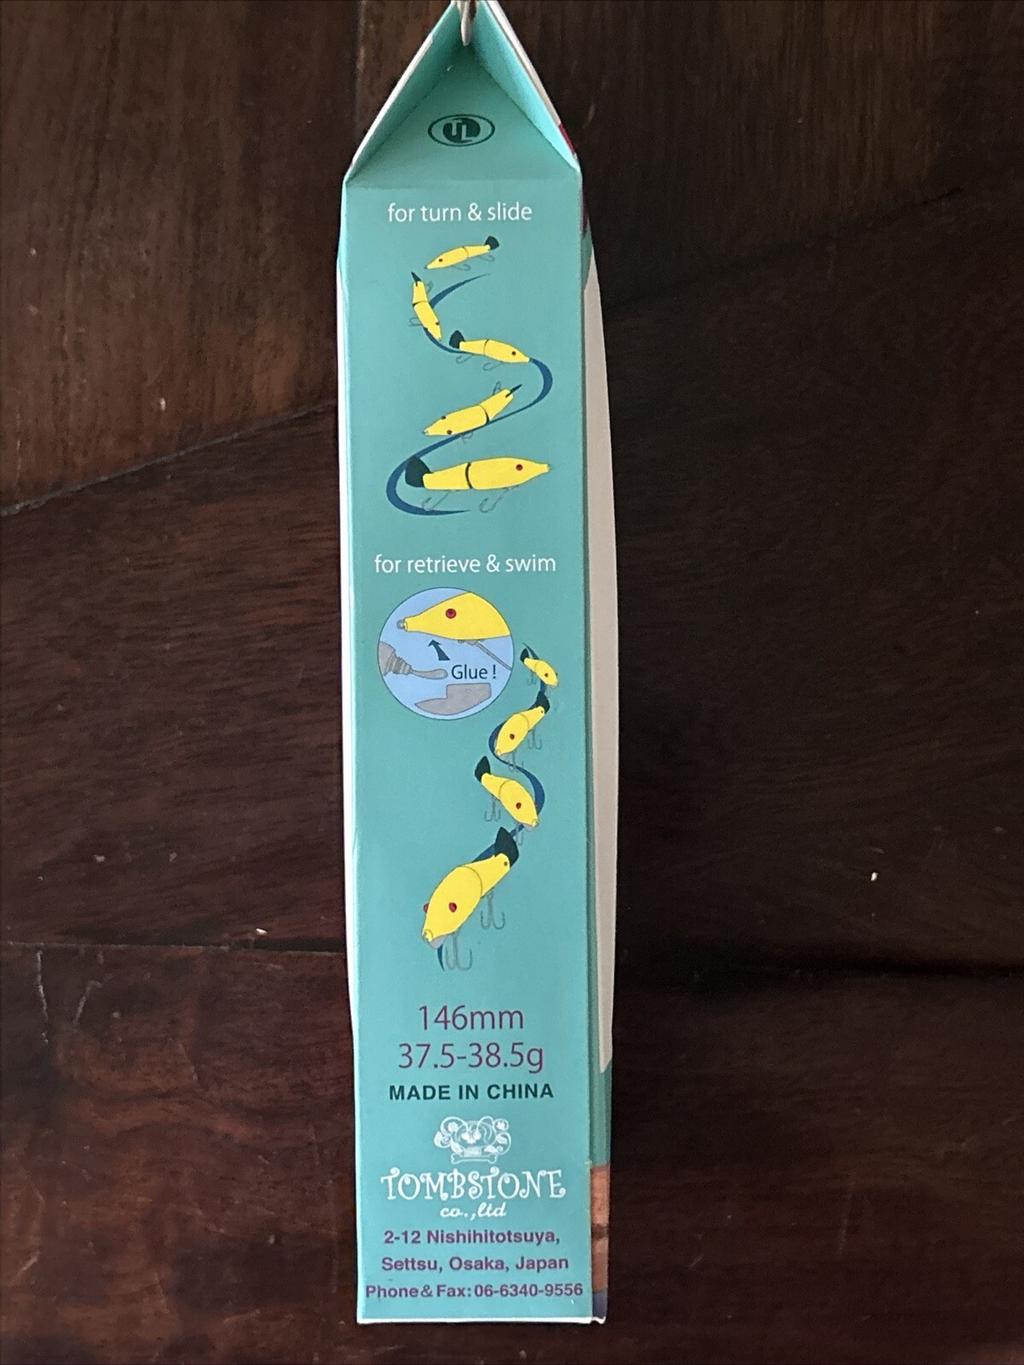 UL
for turn & slide
for retrieve & swim
Glue !
146mm
37.5-38.5g
MADE IN CHINA
TOMBSTONE
co.,ltd
2-12 Nishihitotsuya,
Settsu, Osaka, Japan
Phone & Fax: 06-6340-9556